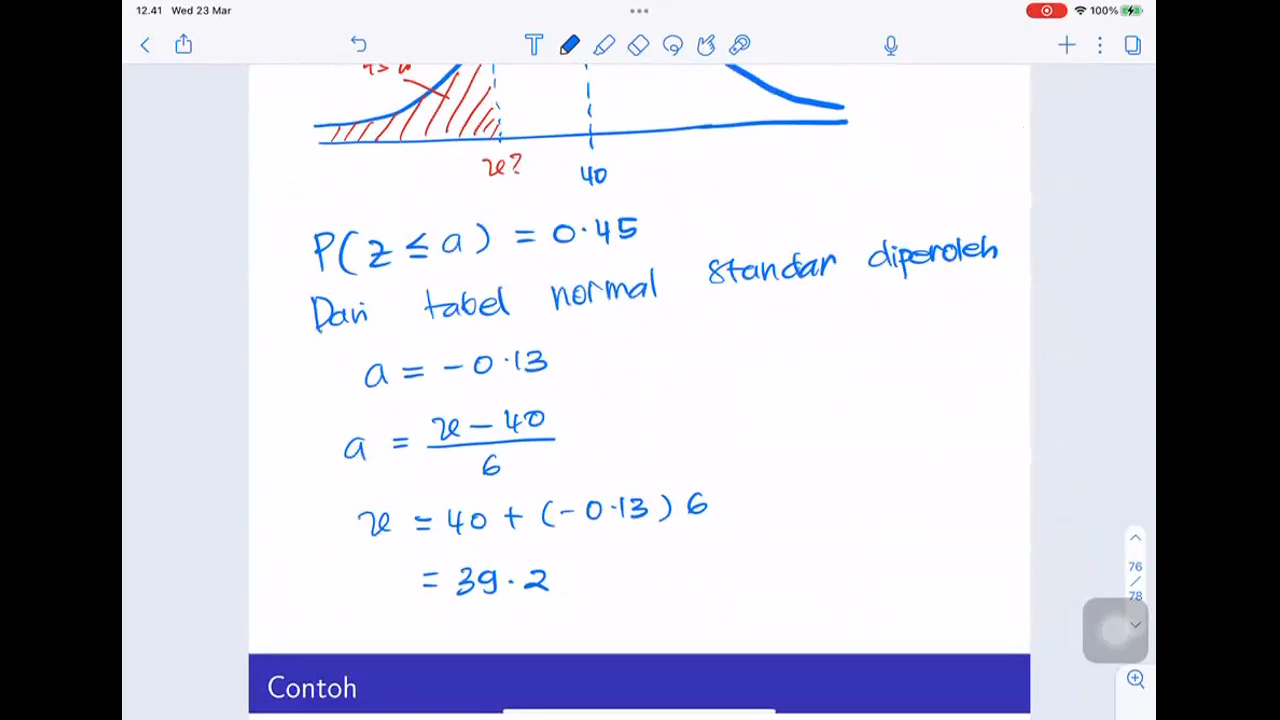 12.41 Wed 23 Mar
100%
x?
40
P(z ≤ a) = 0.45
Dari tabel normal standar diperoleh
a = -0.13
a = x - 40 / 6
x = 40 + (-0.13) 6
= 39.2
76
/
78
Contoh